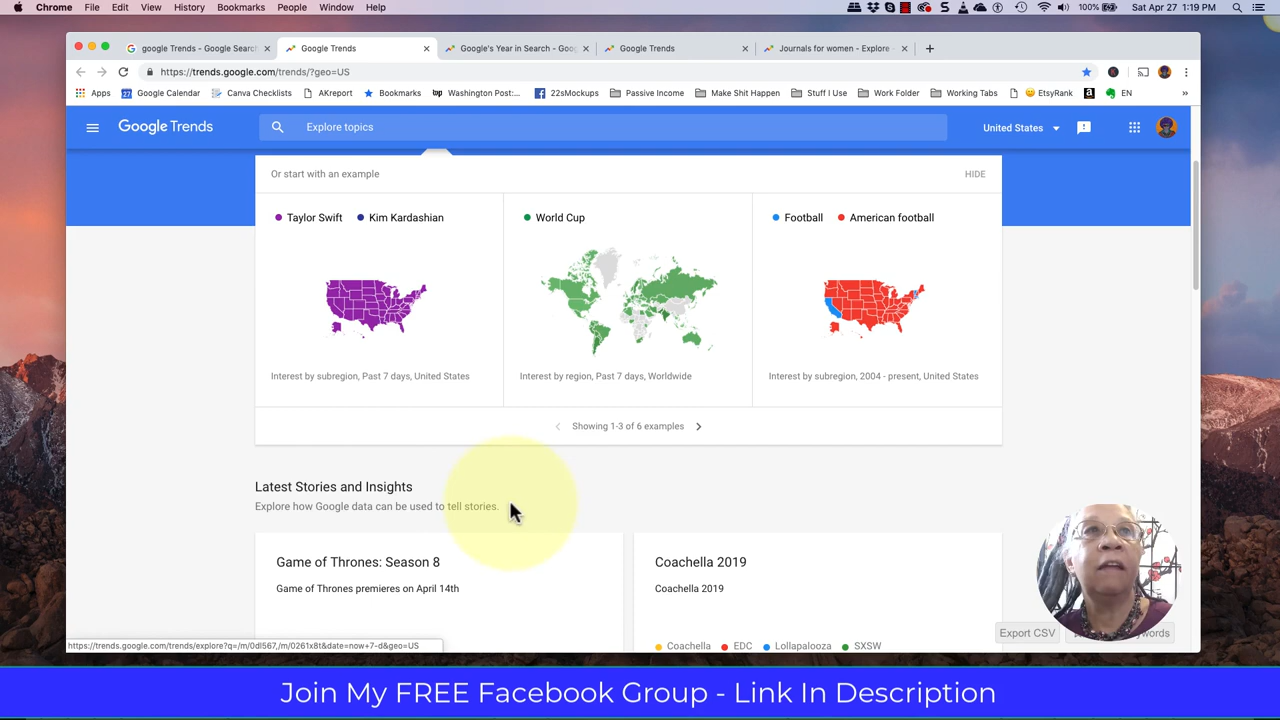 Chrome File Edit View History Bookmarks People Window Help 100% Sat Apr 27 1:19 PM
google Trends - Google Search Google Trends Google's Year in Search - Goog Google Trends Journals for women - Explore -
https://trends.google.com/trends/?geo=US
Apps Google Calendar Canva Checklists AKreport Bookmarks Washington Post:... 22sMockups Passive Income Make Shit Happen Stuff I Use Work Folder Working Tabs EtsyRank EN »
Google Trends Explore topics United States
Or start with an example HIDE
Taylor Swift Kim Kardashian World Cup Football American football
Interest by subregion, Past 7 days, United States Interest by region, Past 7 days, Worldwide Interest by subregion, 2004 - present, United States
Showing 1-3 of 6 examples
Latest Stories and Insights
Explore how Google data can be used to tell stories.
Game of Thrones: Season 8 Coachella 2019
Game of Thrones premieres on April 14th Coachella 2019
Export CSV
https://trends.google.com/trends/explore?q=/m/0dl567,/m/0261x8t&date=now+7-d&geo=US Coachella EDC Lollapalooza SXSW
Join My FREE Facebook Group - Link In Description